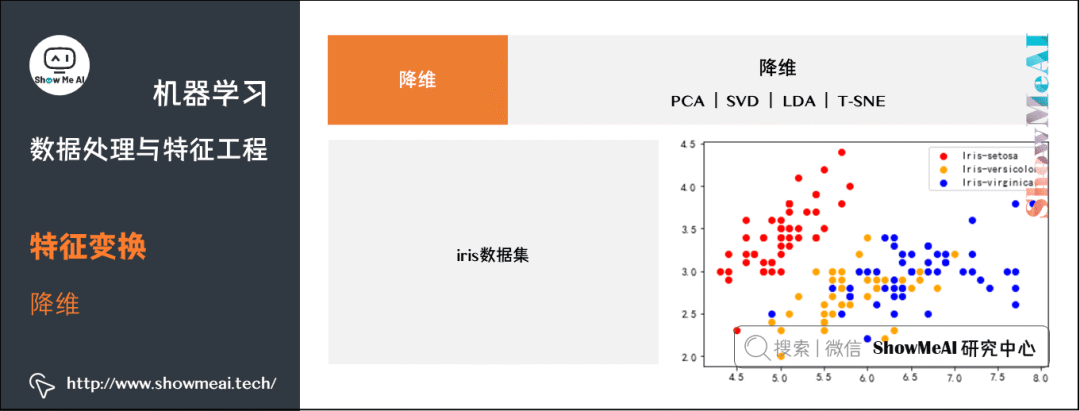 Show Me AI
机器学习
数据处理与特征工程
特征变换
降维
http://www.showmeai.tech/
降维
降维
PCA | SVD | LDA | T-SNE
iris数据集
4.5
4.0
3.5
3.0
2.5
2.0
4.5 5.0 5.5 6.0 6.5 7.0 7.5 8.0
Iris-setosa
Iris-versicolo
Iris-virginica
ShowMeAI
搜索 | 微信 ShowMeAI 研究中心